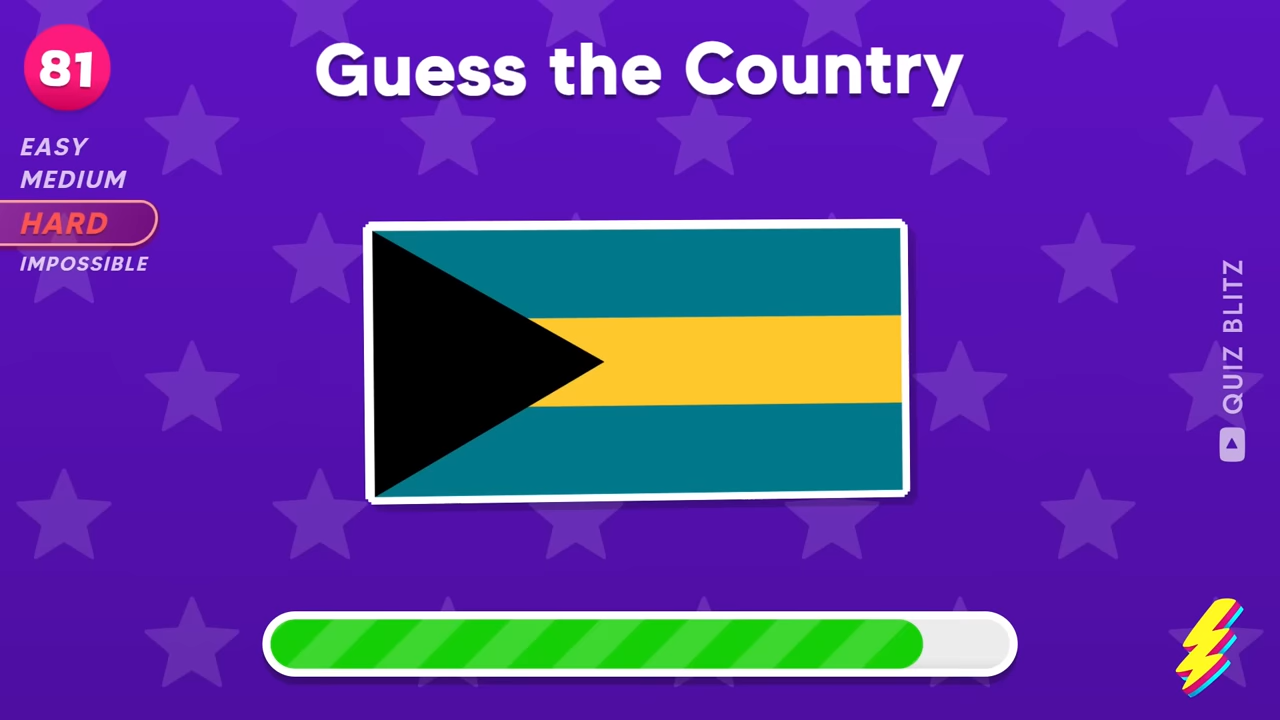 81
Guess the Country
EASY
MEDIUM
HARD
IMPOSSIBLE
QUIZ BLITZ